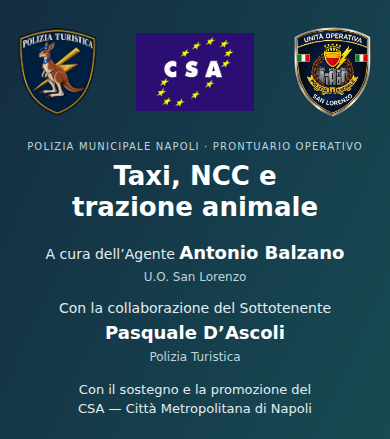 POLIZIA TURISTICA
CSA
UNITÀ OPERATIVA
SAN LORENZO
POLIZIA MUNICIPALE NAPOLI · PRONTUARIO OPERATIVO
Taxi, NCC e
trazione animale
A cura dell’Agente Antonio Balzano
U.O. San Lorenzo
Con la collaborazione del Sottotenente
Pasquale D’Ascoli
Polizia Turistica
Con il sostegno e la promozione del
CSA — Città Metropolitana di Napoli